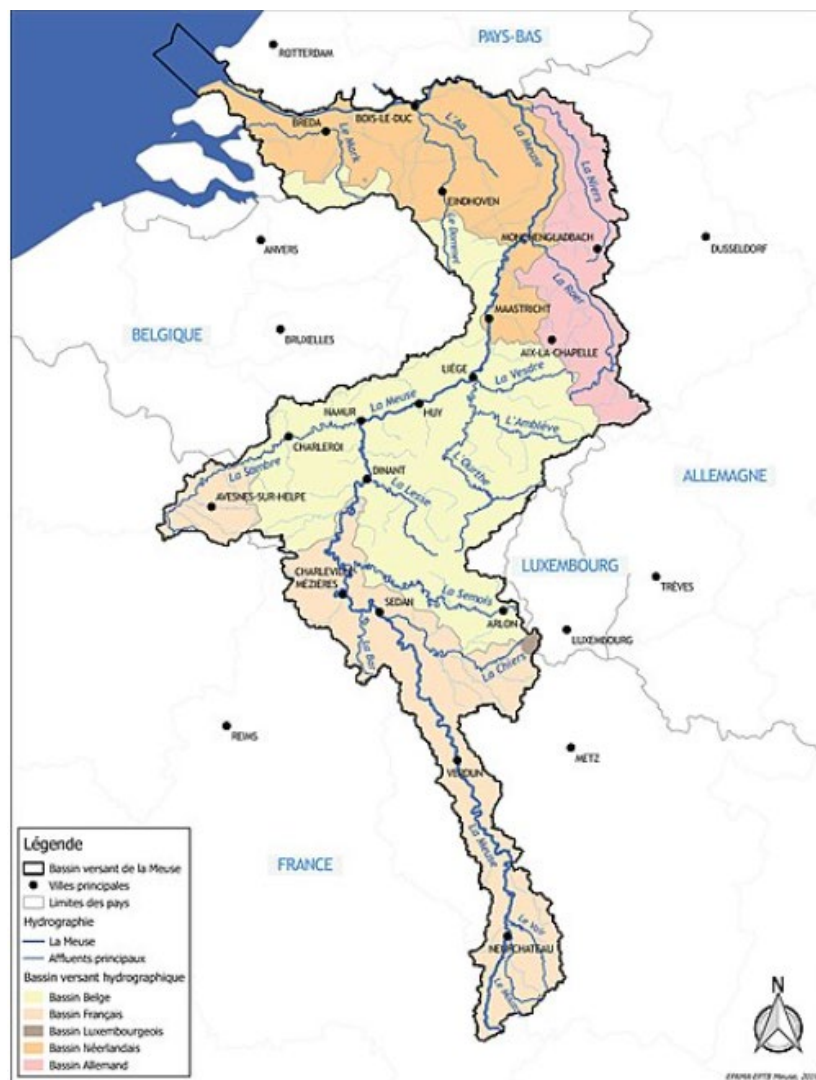 PAYS-BAS
ROTTERDAM
BREDA
BOIS-LE-DUC
Le Mark
L'Aa
La Meuse
La Niers
EINDHOVEN
Le Dommel
ANVERS
MONCHENGLADBACH
DUSSELDORF
La Roer
BELGIQUE
BRUXELLES
MAASTRICHT
AIX-LA-CHAPELLE
LIÈGE
La Vesdre
La Meuse
HUY
NAMUR
L'Amblève
CHARLEROI
La Sambre
L'Ourthe
DINANT
La Lesse
AVESNES-SUR-HELPE
ALLEMAGNE
LUXEMBOURG
TRÈVES
CHARLEVILLE
MÉZIÈRES
La Semois
SEDAN
ARLON
LUXEMBOURG
La Bar
La Chiers
REIMS
METZ
VERDUN
La Meuse
FRANCE
Le Vair
NEUFCHATEAU
Légende
Bassin versant de la Meuse
Villes principales
Limites des pays
Hydrographie
La Meuse
Affluents principaux
Bassin versant hydrographique
Bassin Belge
Bassin Français
Bassin Luxembourgeois
Bassin Néerlandais
Bassin Allemand
N